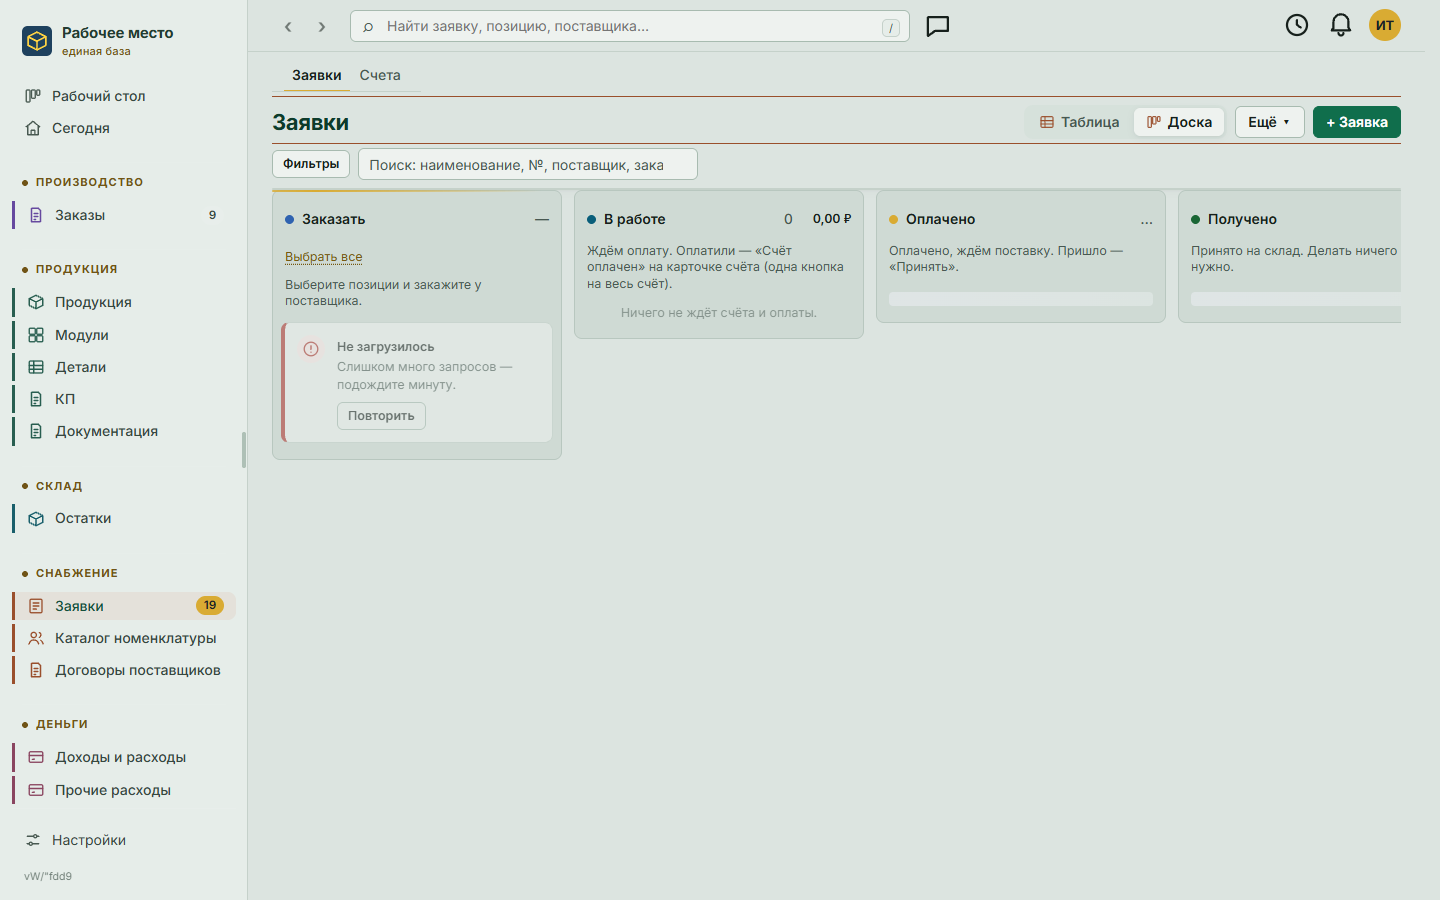 Рабочее место
единая база
Рабочий стол
Сегодня
ПРОИЗВОДСТВО
Заказы 9
ПРОДУКЦИЯ
Продукция
Модули
Детали
КП
Документация
СКЛАД
Остатки
СНАБЖЕНИЕ
Заявки 19
Каталог номенклатуры
Договоры поставщиков
ДЕНЬГИ
Доходы и расходы
Прочие расходы
Настройки
vW/"fdd9
Найти заявку, позицию, поставщика... /
ИТ
Заявки Счета
Заявки
Таблица Доска Ещё + Заявка
Фильтры Поиск: наименование, №, поставщик, зака
Заказать —
Выбрать все
Выберите позиции и закажите у
поставщика.
Не загрузилось
Слишком много запросов —
подождите минуту.
Повторить
В работе 0 0,00 ₽
Ждём оплату. Оплатили — «Счёт
оплачен» на карточке счёта (одна кнопка
на весь счёт).
Ничего не ждёт счёта и оплаты.
Оплачено ...
Оплачено, ждём поставку. Пришло —
«Принять».
Получено
Принято на склад. Делать ничего
нужно.